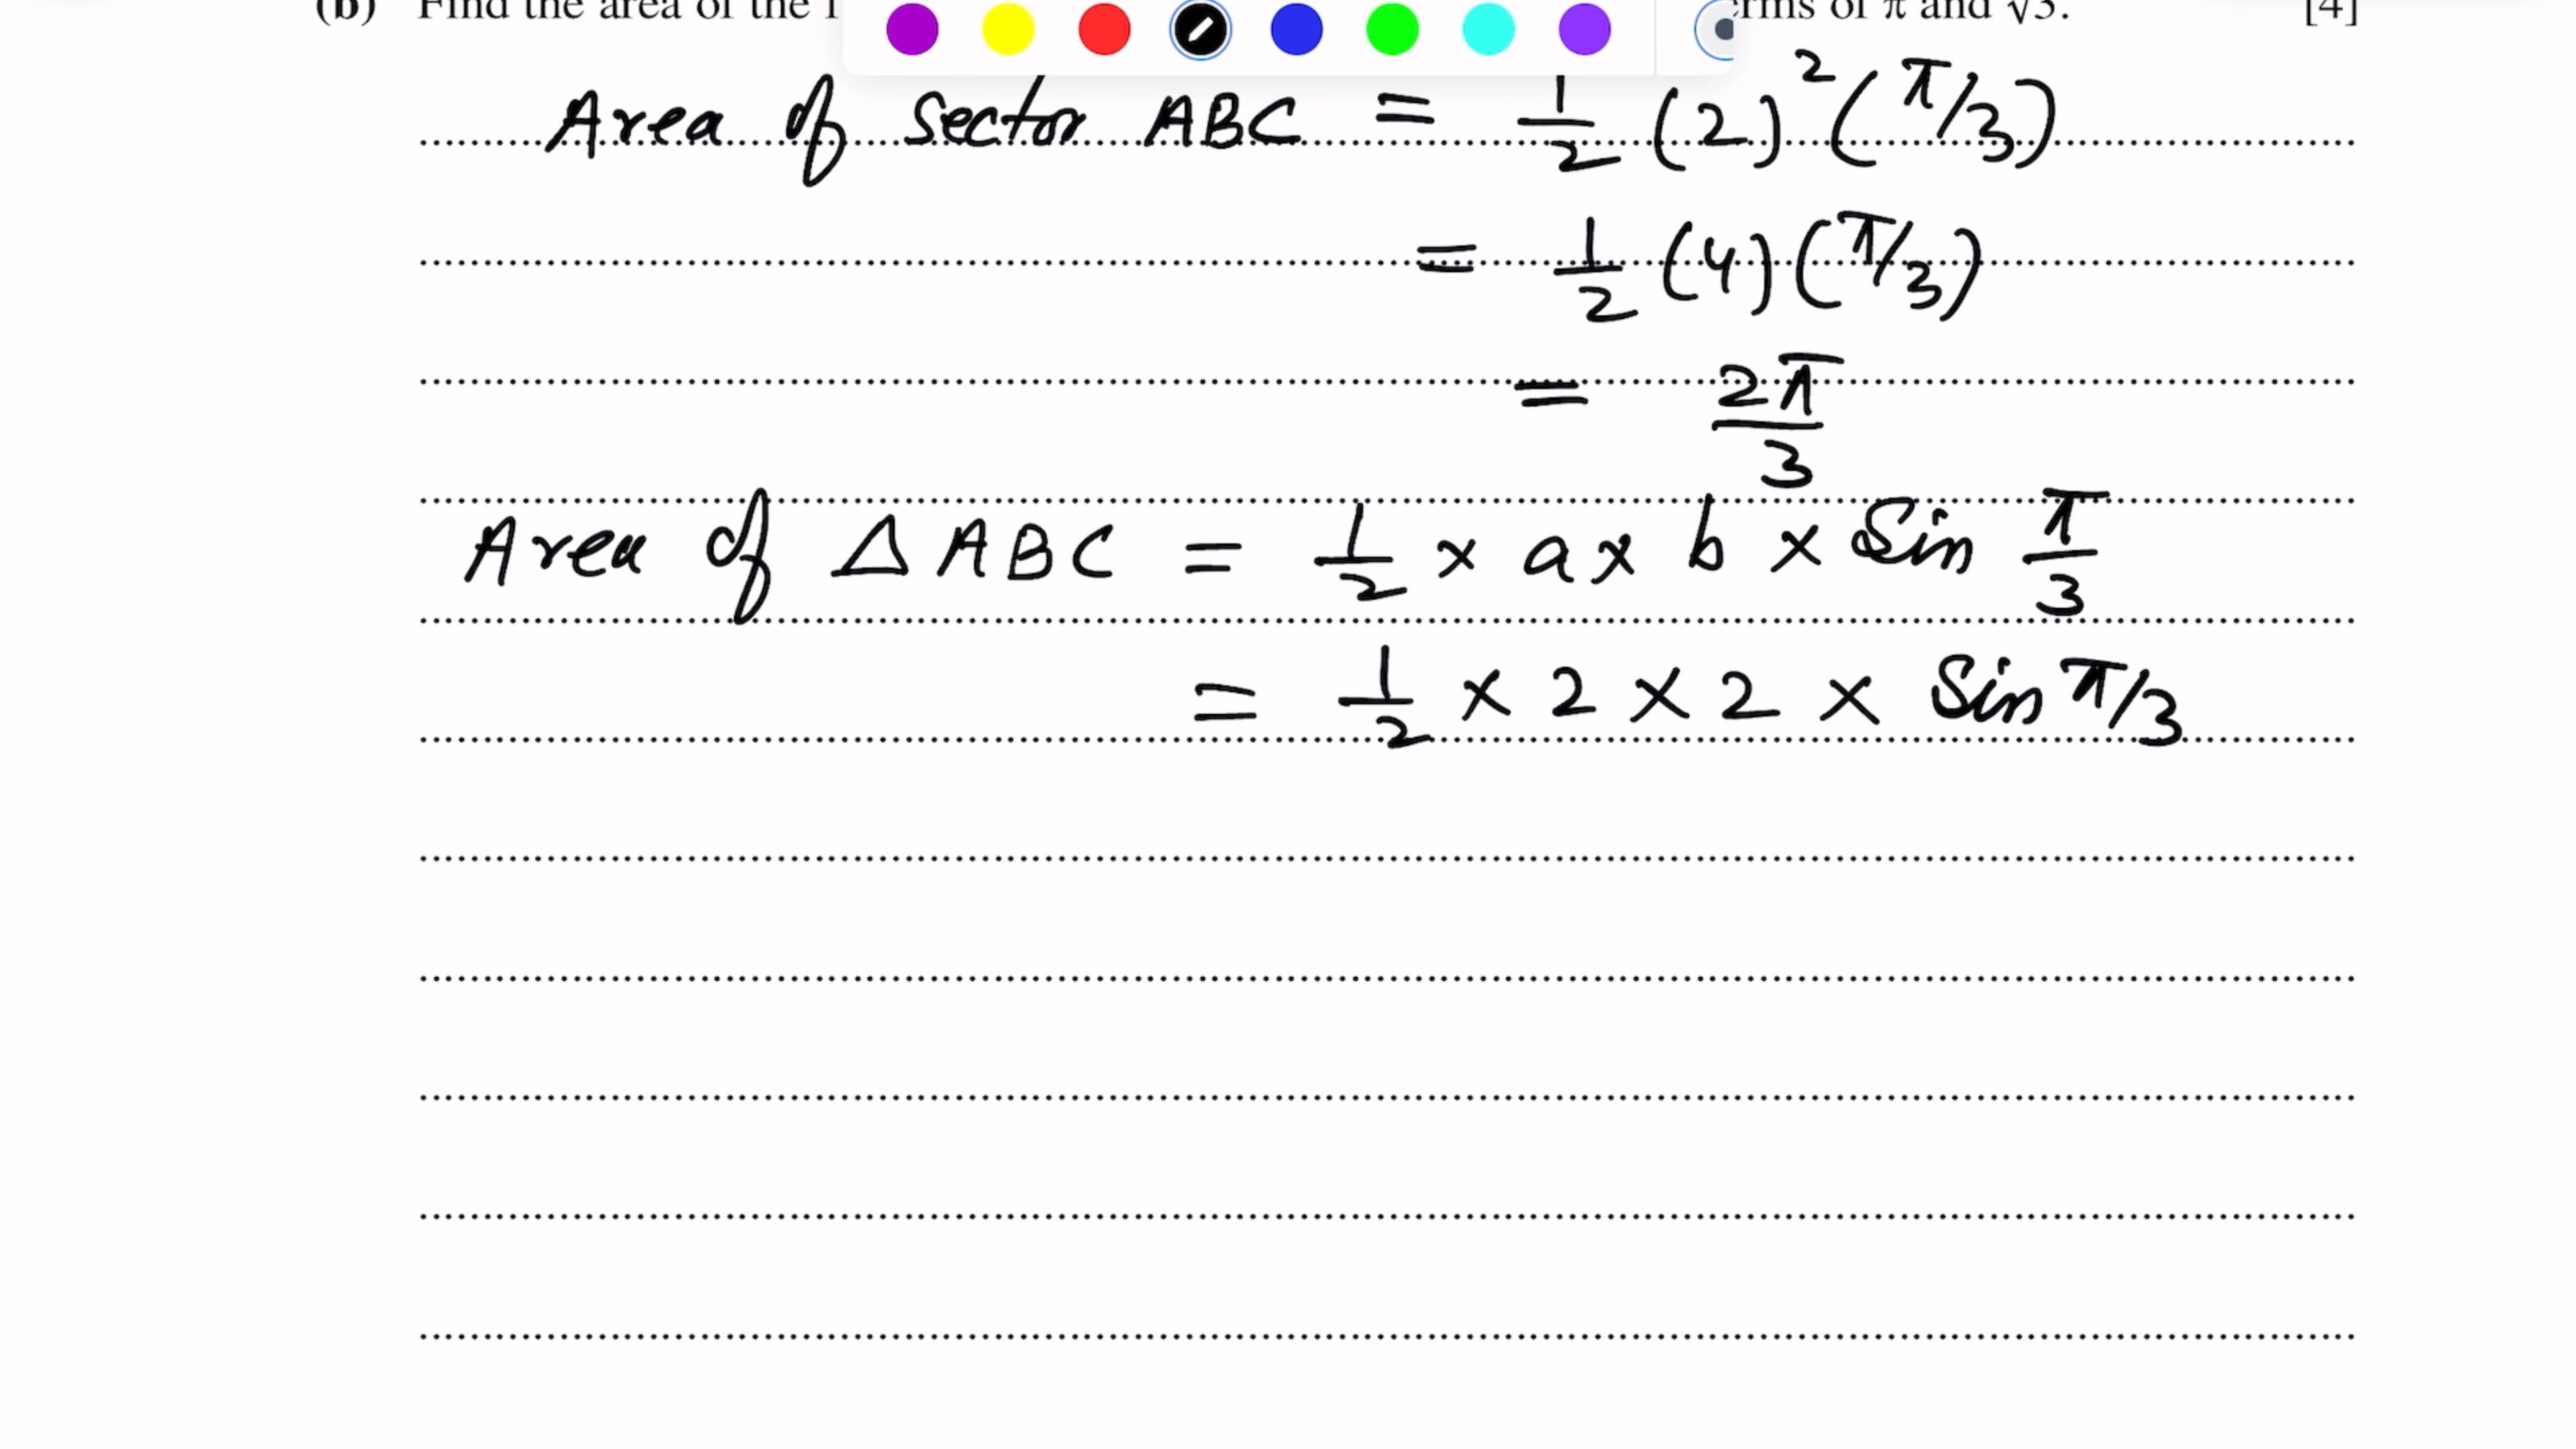 (b) Find the area of the rms of π and √3. [4]
Area of sector ABC = 1/2 (2)² (π/3)
= 1/2 (4) (π/3)
= 2π/3
Area of △ ABC = 1/2 × a × b × Sin π/3
= 1/2 × 2 × 2 × Sin π/3